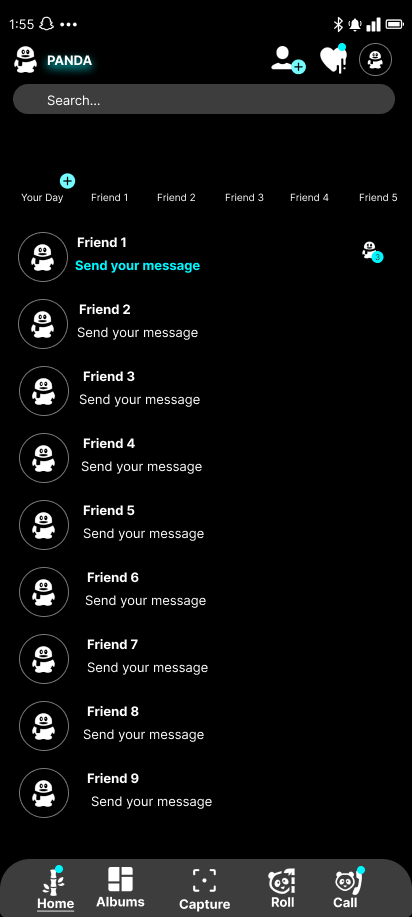 1:55
PANDA
Search...
Your Day Friend 1 Friend 2 Friend 3 Friend 4 Friend 5
Friend 1
Send your message
Friend 2
Send your message
Friend 3
Send your message
Friend 4
Send your message
Friend 5
Send your message
Friend 6
Send your message
Friend 7
Send your message
Friend 8
Send your message
Friend 9
Send your message
Home Albums Capture Roll Call